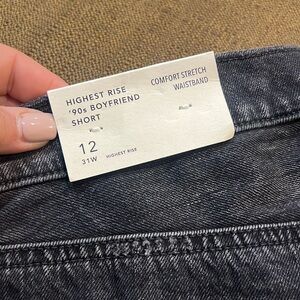 HIGHEST RISE
'90s BOYFRIEND
SHORT
COMFORT STRETCH
WAISTBAND
12
31W
HIGHEST RISE